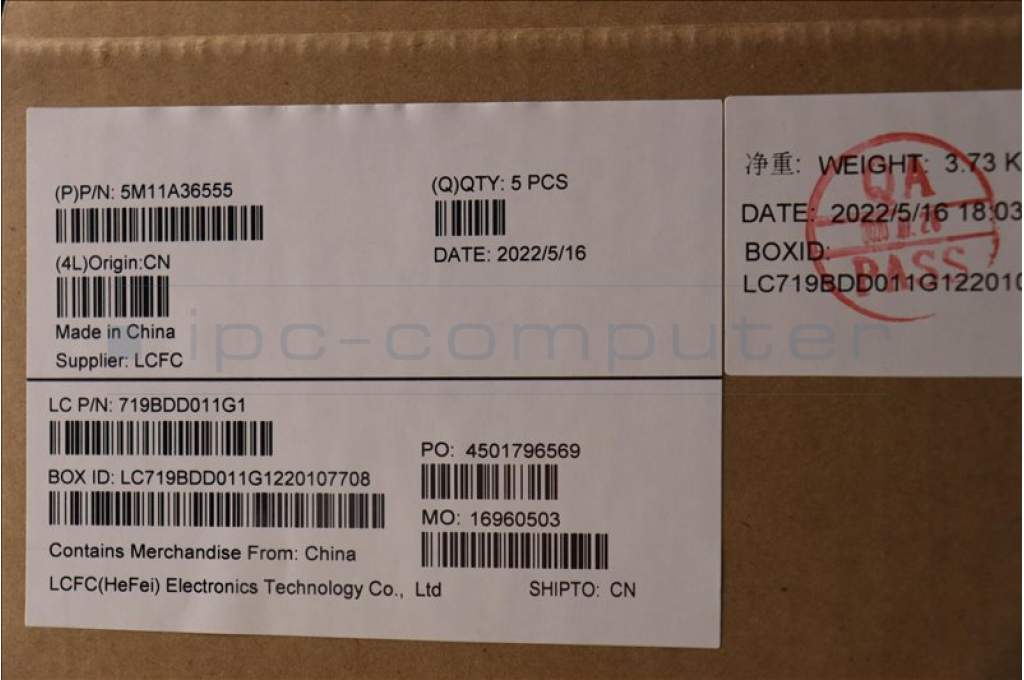 (P)P/N: 5M11A36555
(Q)QTY: 5 PCS
(4L)Origin:CN
DATE: 2022/5/16
Made in China
Supplier: LCFC
LC P/N: 719BDD011G1
PO: 4501796569
BOX ID: LC719BDD011G1220107708
MO: 16960503
Contains Merchandise From: China
LCFC(HeFei) Electronics Technology Co., Ltd
SHIPTO: CN
净重: WEIGHT: 3.73 K
DATE: 2022/5/16 18:03
BOXID:
LC719BDD011G122010
QA
PASS
ipc-computer